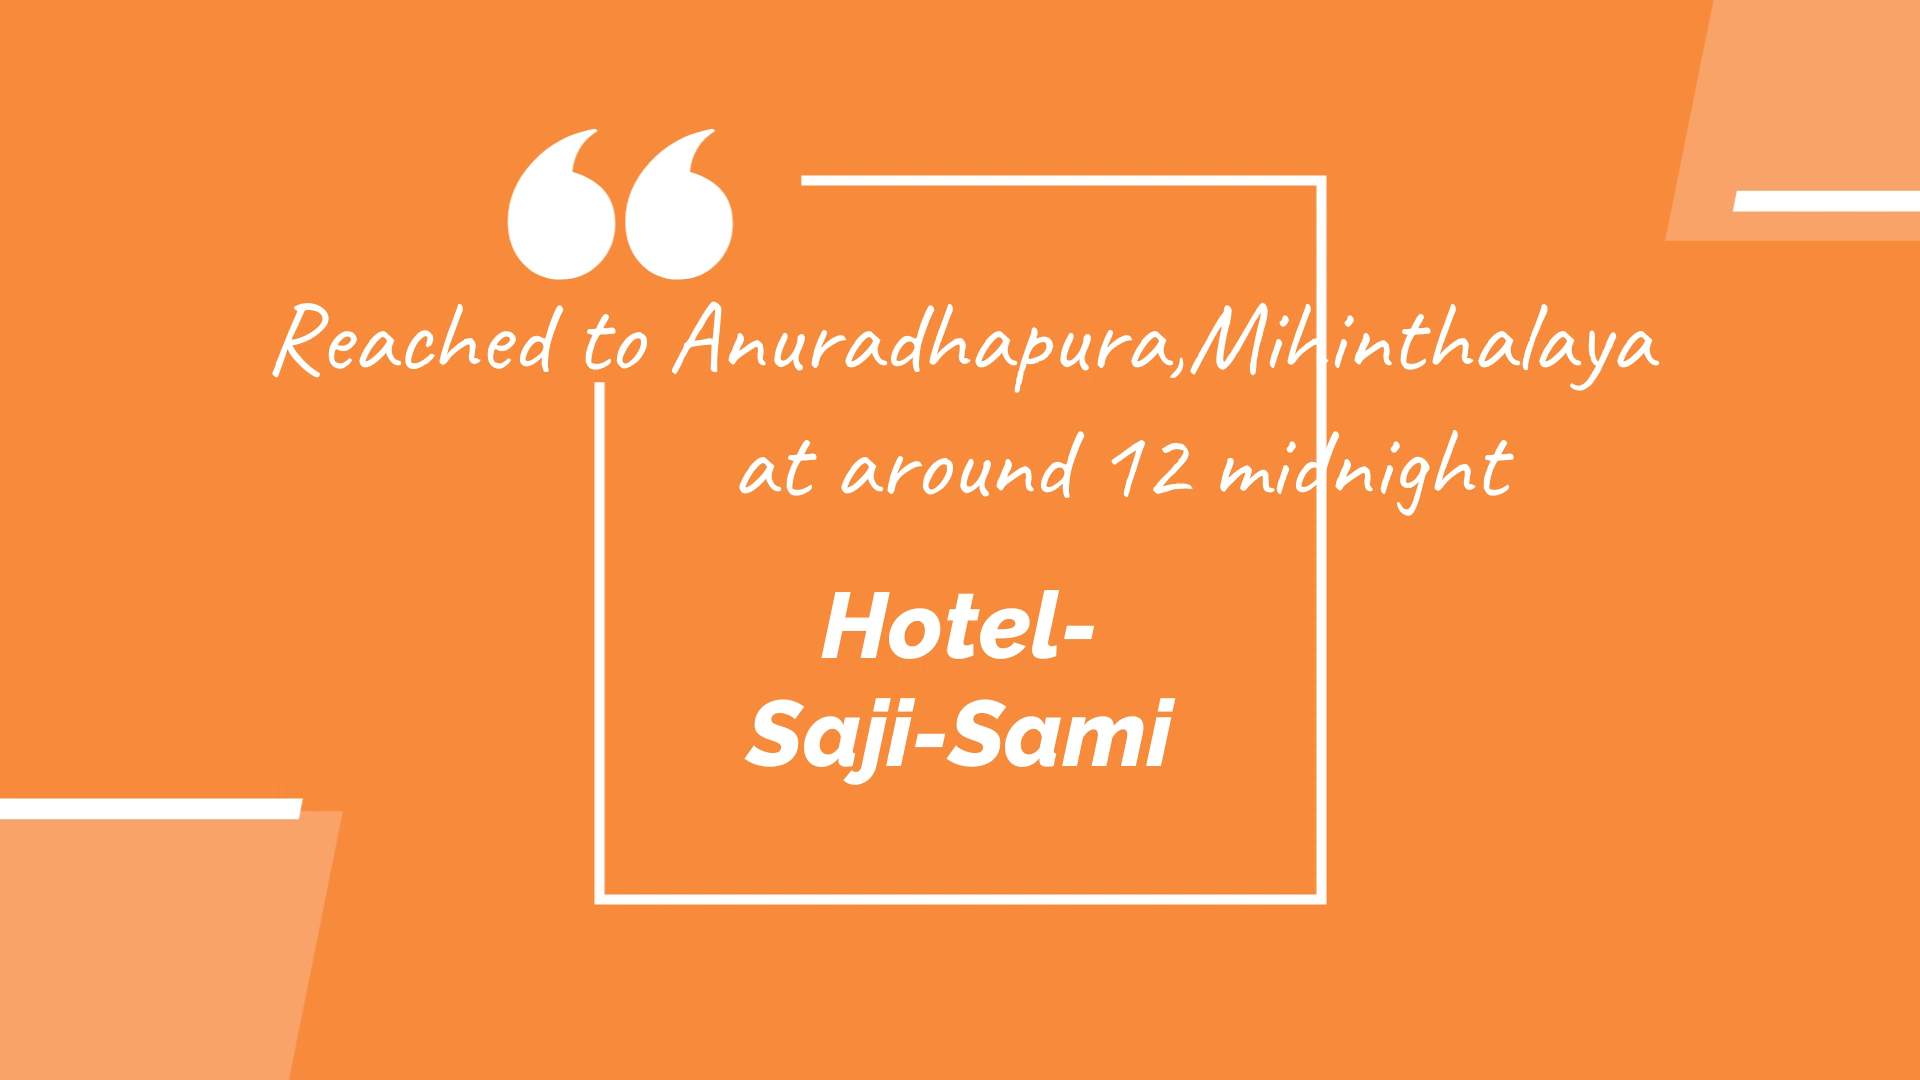 Reached to Anuradhapura,Mihinthalaya
at around 12 midnight
Hotel-
Saji-Sami